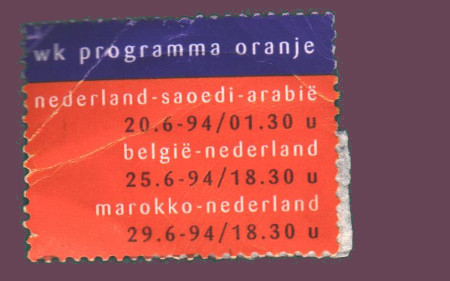 wk programma oranje
nederland-saoedi-arabië
20.6-94/01.30 u
belgië-nederland
25.6-94/18.30 u
marokko-nederland
29.6-94/18.30 u